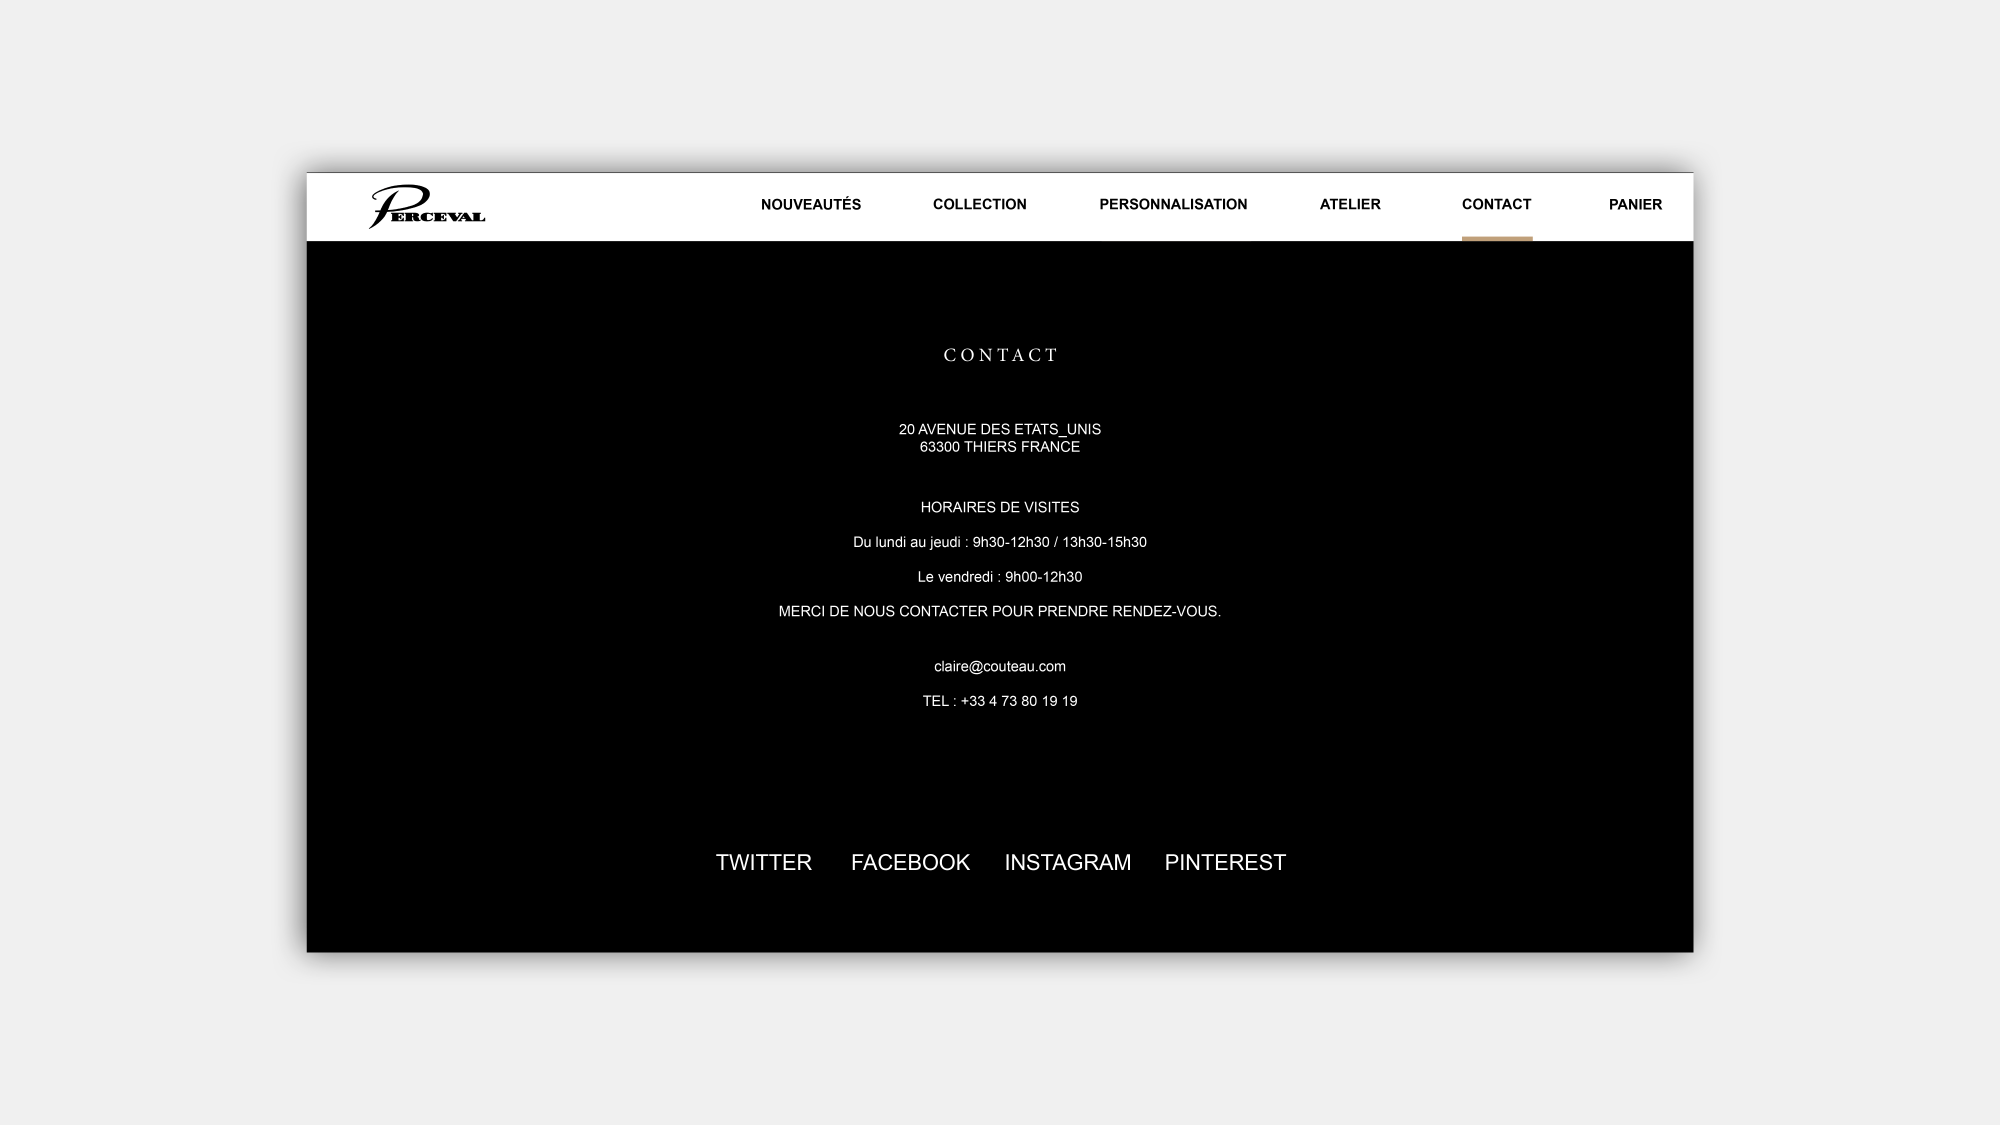 PERCEVAL NOUVEAUTÉS COLLECTION PERSONNALISATION ATELIER CONTACT PANIER
CONTACT
20 AVENUE DES ETATS_UNIS
63300 THIERS FRANCE
HORAIRES DE VISITES
Du lundi au jeudi : 9h30-12h30 / 13h30-15h30
Le vendredi : 9h00-12h30
MERCI DE NOUS CONTACTER POUR PRENDRE RENDEZ-VOUS.
claire@couteau.com
TEL : +33 4 73 80 19 19
TWITTER FACEBOOK INSTAGRAM PINTEREST